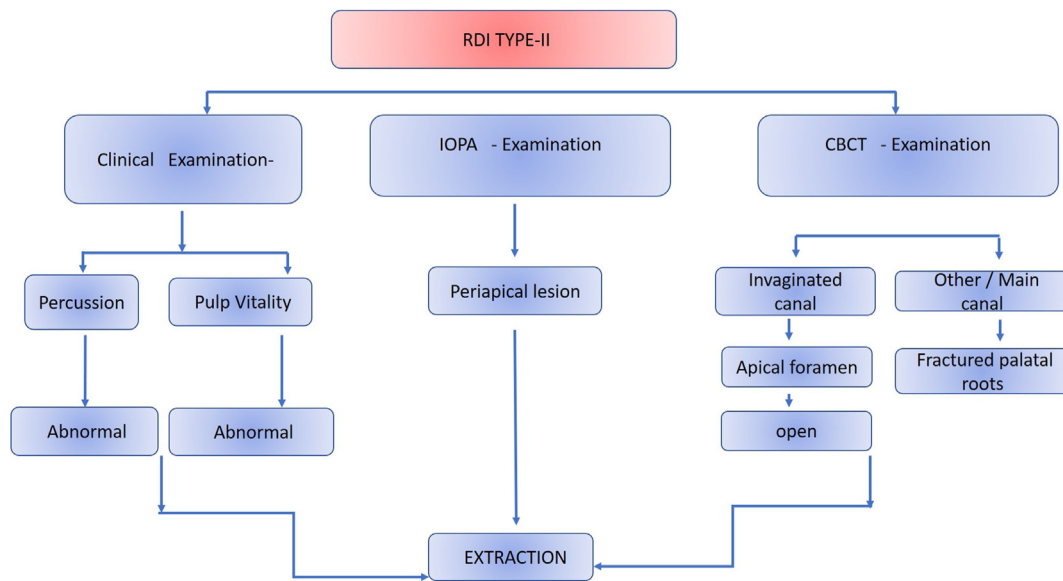 RDI TYPE-II
Clinical Examination-
IOPA - Examination
CBCT - Examination
Percussion
Pulp Vitality
Periapical lesion
Invaginated
canal
Other / Main
canal
Apical foramen
Fractured palatal
roots
Abnormal
Abnormal
open
EXTRACTION